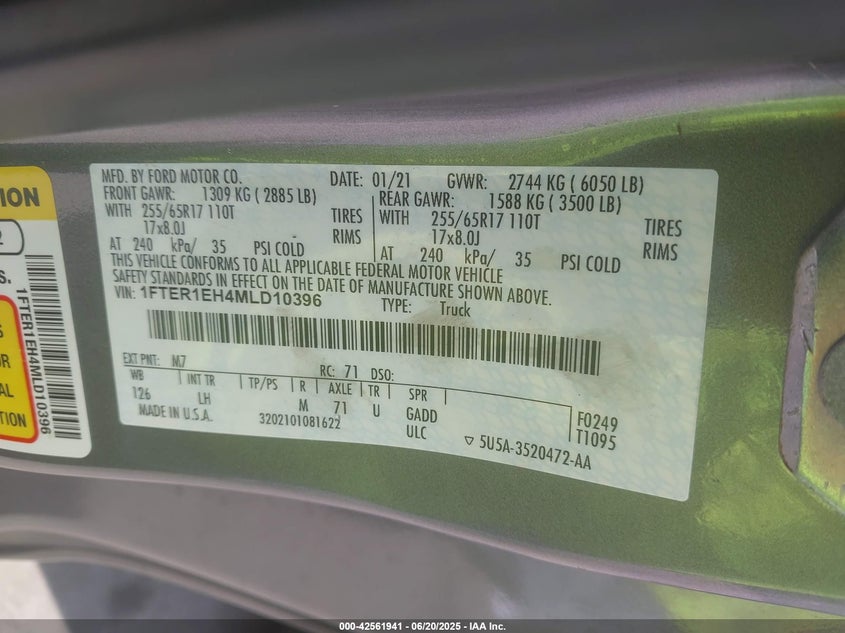 TION
2
S. 1FTER1EH4MLD10396
S
OR
AL
TION
MFD. BY FORD MOTOR CO. DATE: 01/21 GVWR: 2744 KG ( 6050 LB)
FRONT GAWR: 1309 KG ( 2885 LB) REAR GAWR: 1588 KG ( 3500 LB)
WITH 255/65R17 110T TIRES WITH 255/65R17 110T TIRES
17x8.0J RIMS 17x8.0J RIMS
AT 240 kPa/ 35 PSI COLD AT 240 kPa/ 35 PSI COLD
THIS VEHICLE CONFORMS TO ALL APPLICABLE FEDERAL MOTOR VEHICLE
SAFETY STANDARDS IN EFFECT ON THE DATE OF MANUFACTURE SHOWN ABOVE.
VIN: 1FTER1EH4MLD10396 TYPE: Truck
EXT PNT: M7 RC: 71 DSO:
WB INT TR TP/PS R AXLE TR SPR
126 LH M 71 U GADD F0249
MADE IN U.S.A. 3202101081622 ULC T1095
▽ 5U5A-3520472-AA
000-42561941 - 06/20/2025 - IAA Inc.